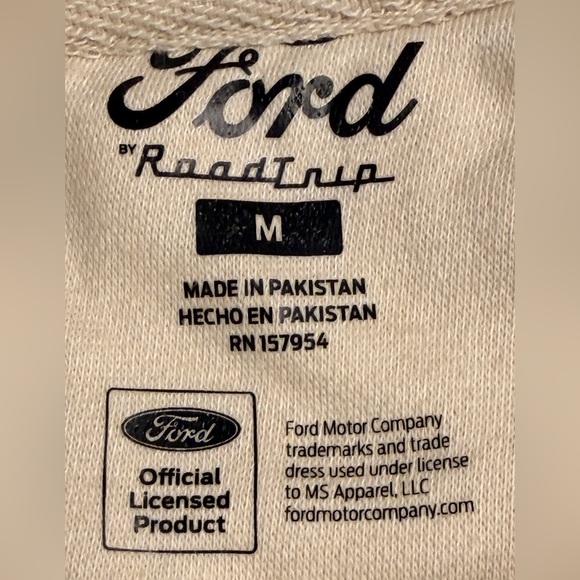 Ford
BY RoadTrip
M
MADE IN PAKISTAN
HECHO EN PAKISTAN
RN 157954
Ford
Official
Licensed
Product
Ford Motor Company
trademarks and trade
dress used under license
to MS Apparel, LLC
fordmotorcompany.com